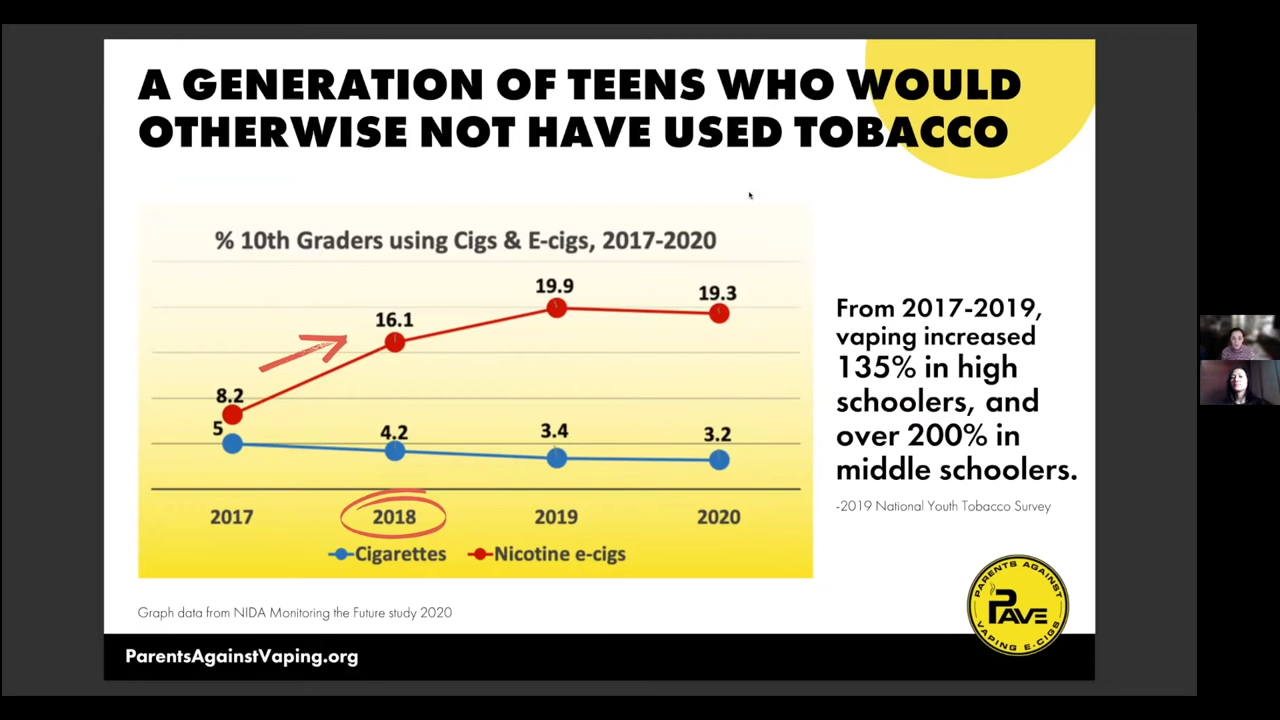 A GENERATION OF TEENS WHO WOULD
OTHERWISE NOT HAVE USED TOBACCO
% 10th Graders using Cigs & E-cigs, 2017-2020
19.9
19.3
16.1
8.2
5
4.2
3.4
3.2
2017
2018
2019
2020
Cigarettes
Nicotine e-cigs
From 2017-2019,
vaping increased
135% in high
schoolers, and
over 200% in
middle schoolers.
-2019 National Youth Tobacco Survey
PARENTS AGAINST
PAVE
VAPING E-CIGS
Graph data from NIDA Monitoring the Future study 2020
ParentsAgainstVaping.org